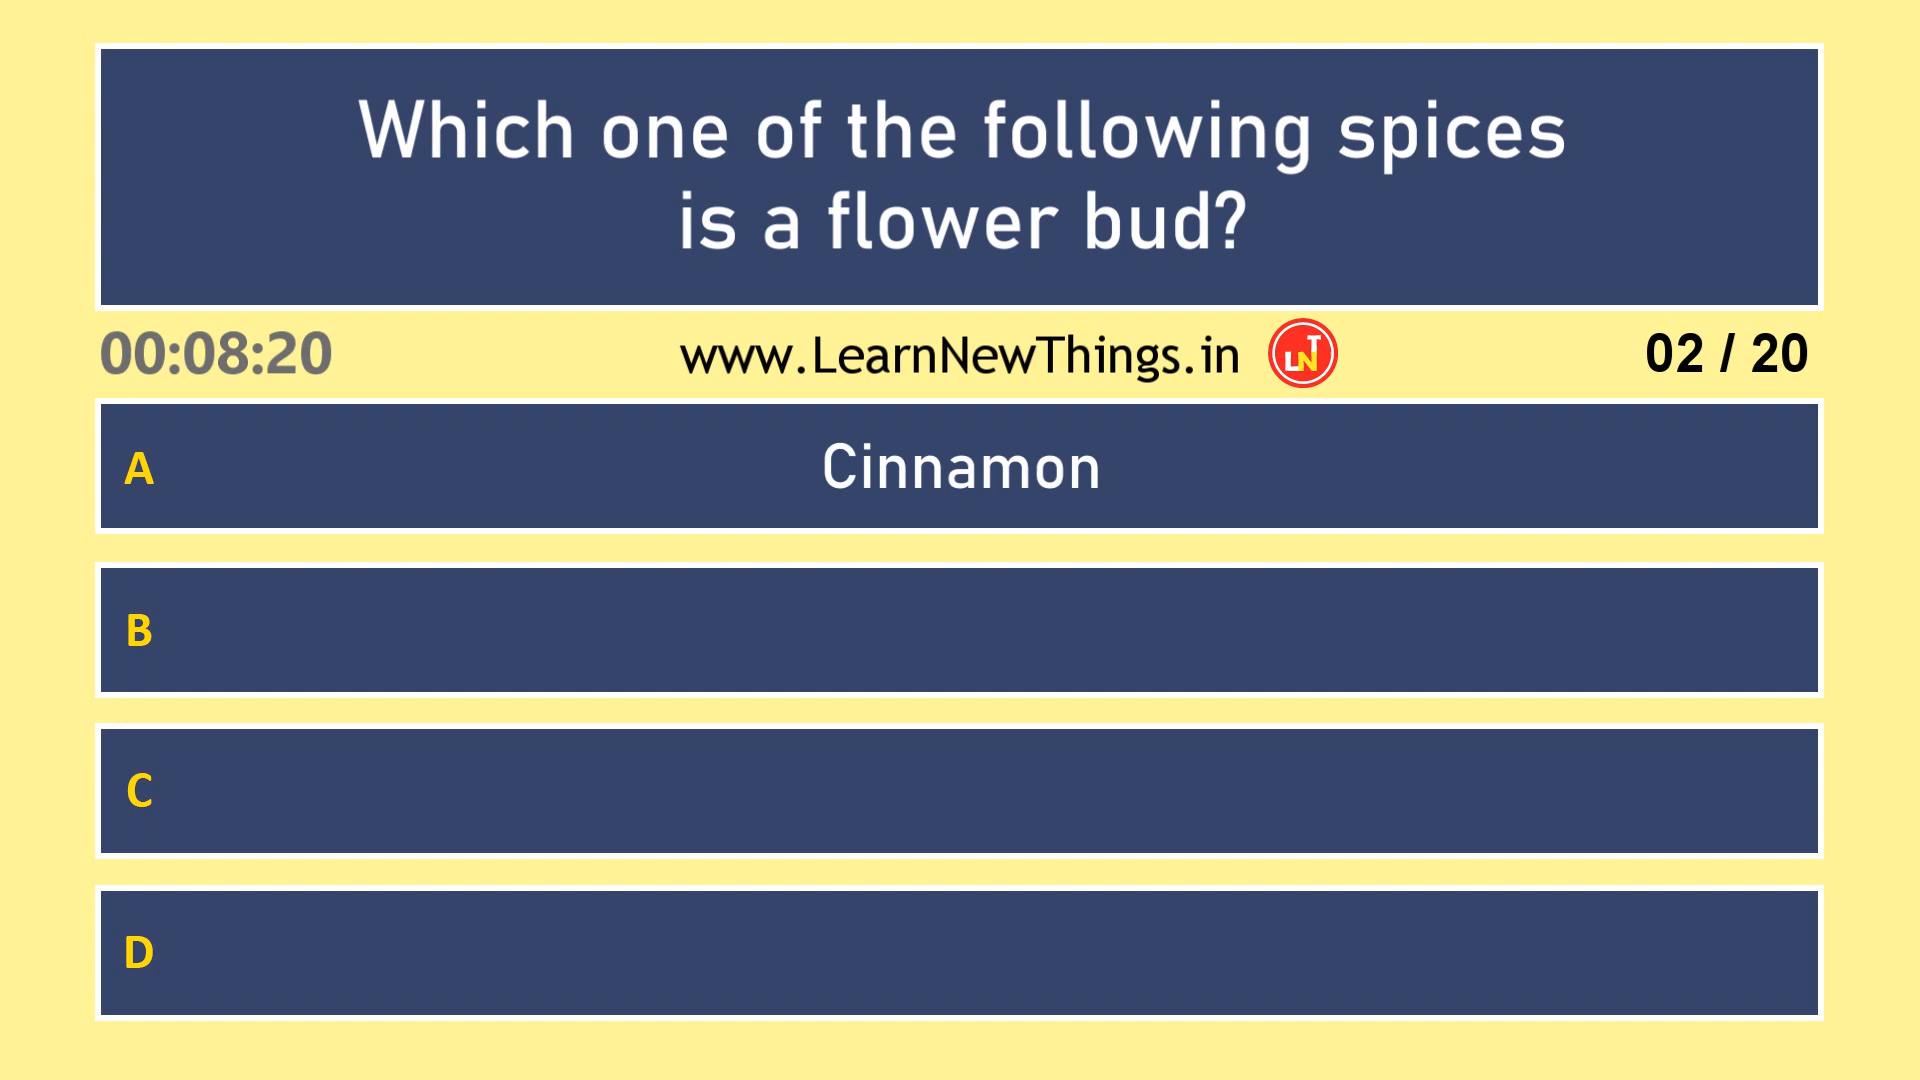 Which one of the following spices
is a flower bud?
00:08:20
www.LearnNewThings.in
LNT
02 / 20
A
Cinnamon
B
C
D